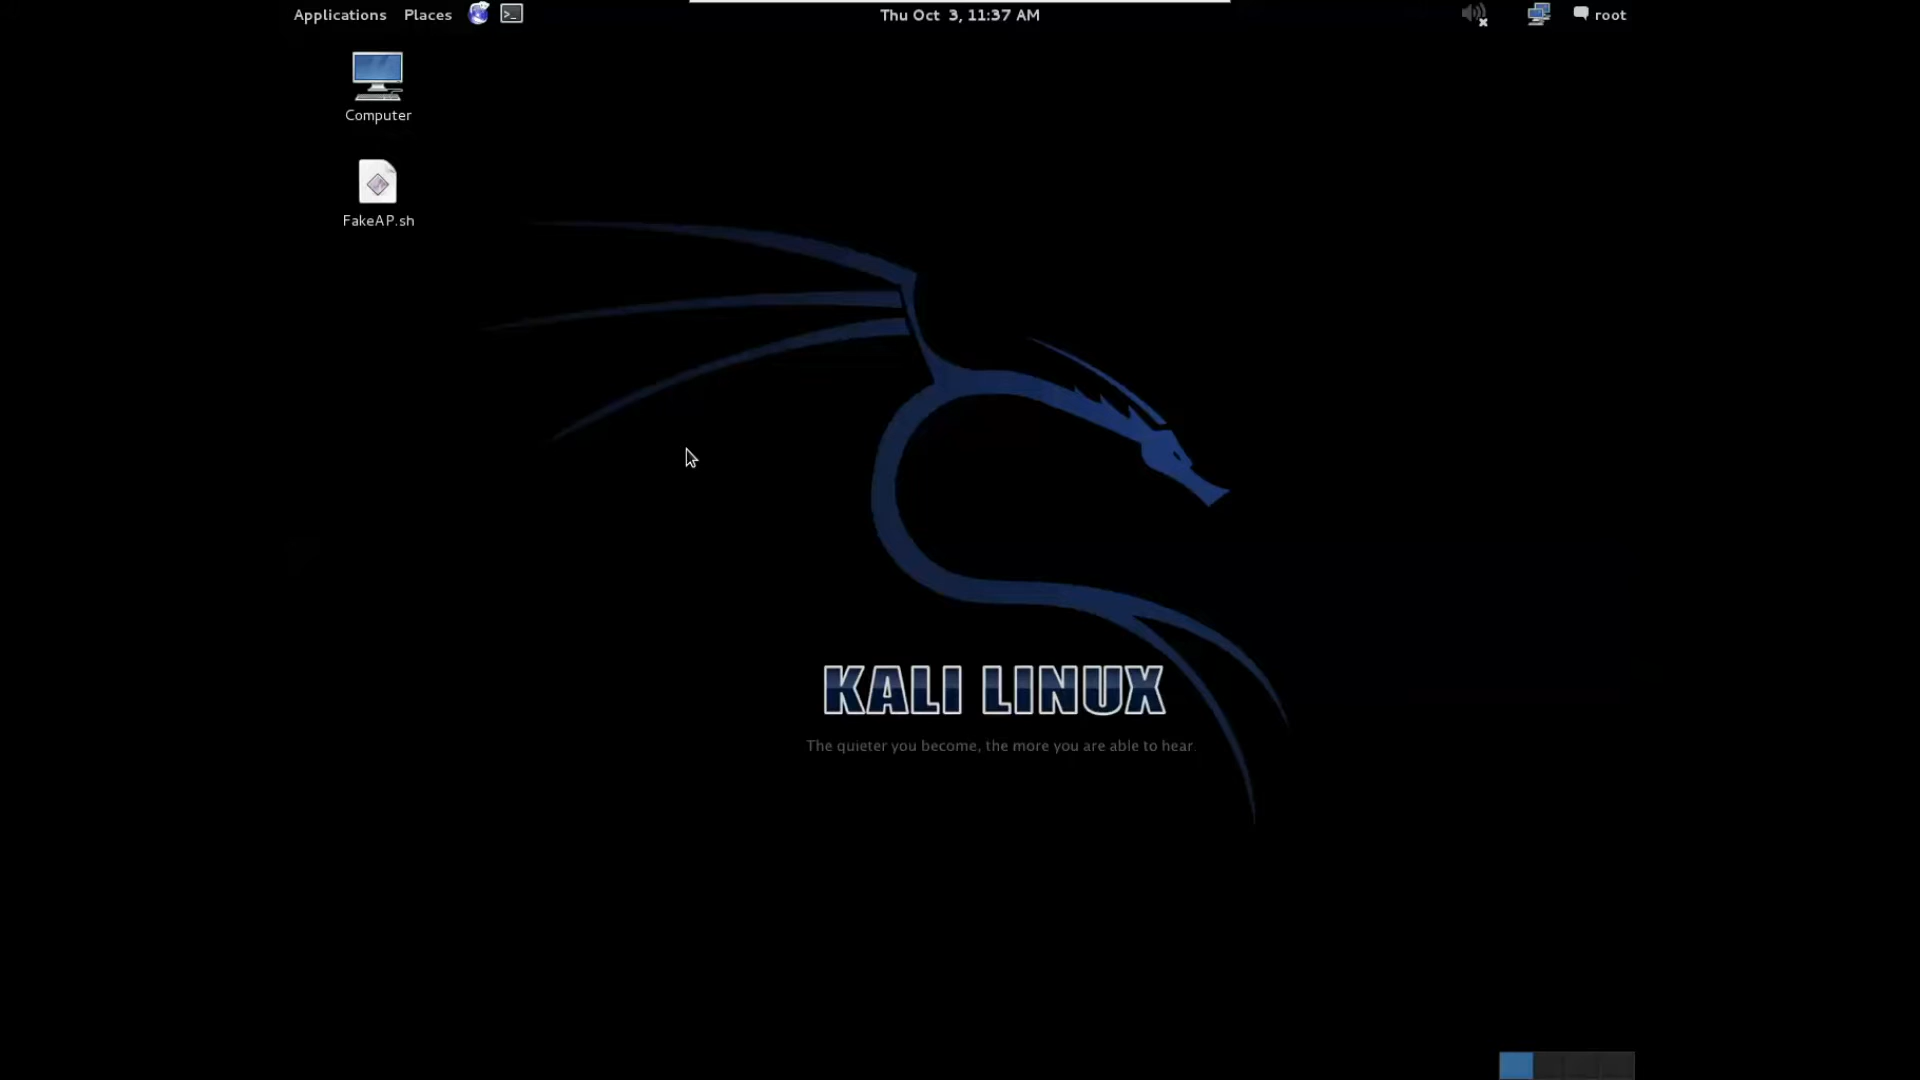 Applications Places Thu Oct 3, 11:37 AM root
Computer
FakeAP.sh
KALI LINUX
The quieter you become, the more you are able to hear.